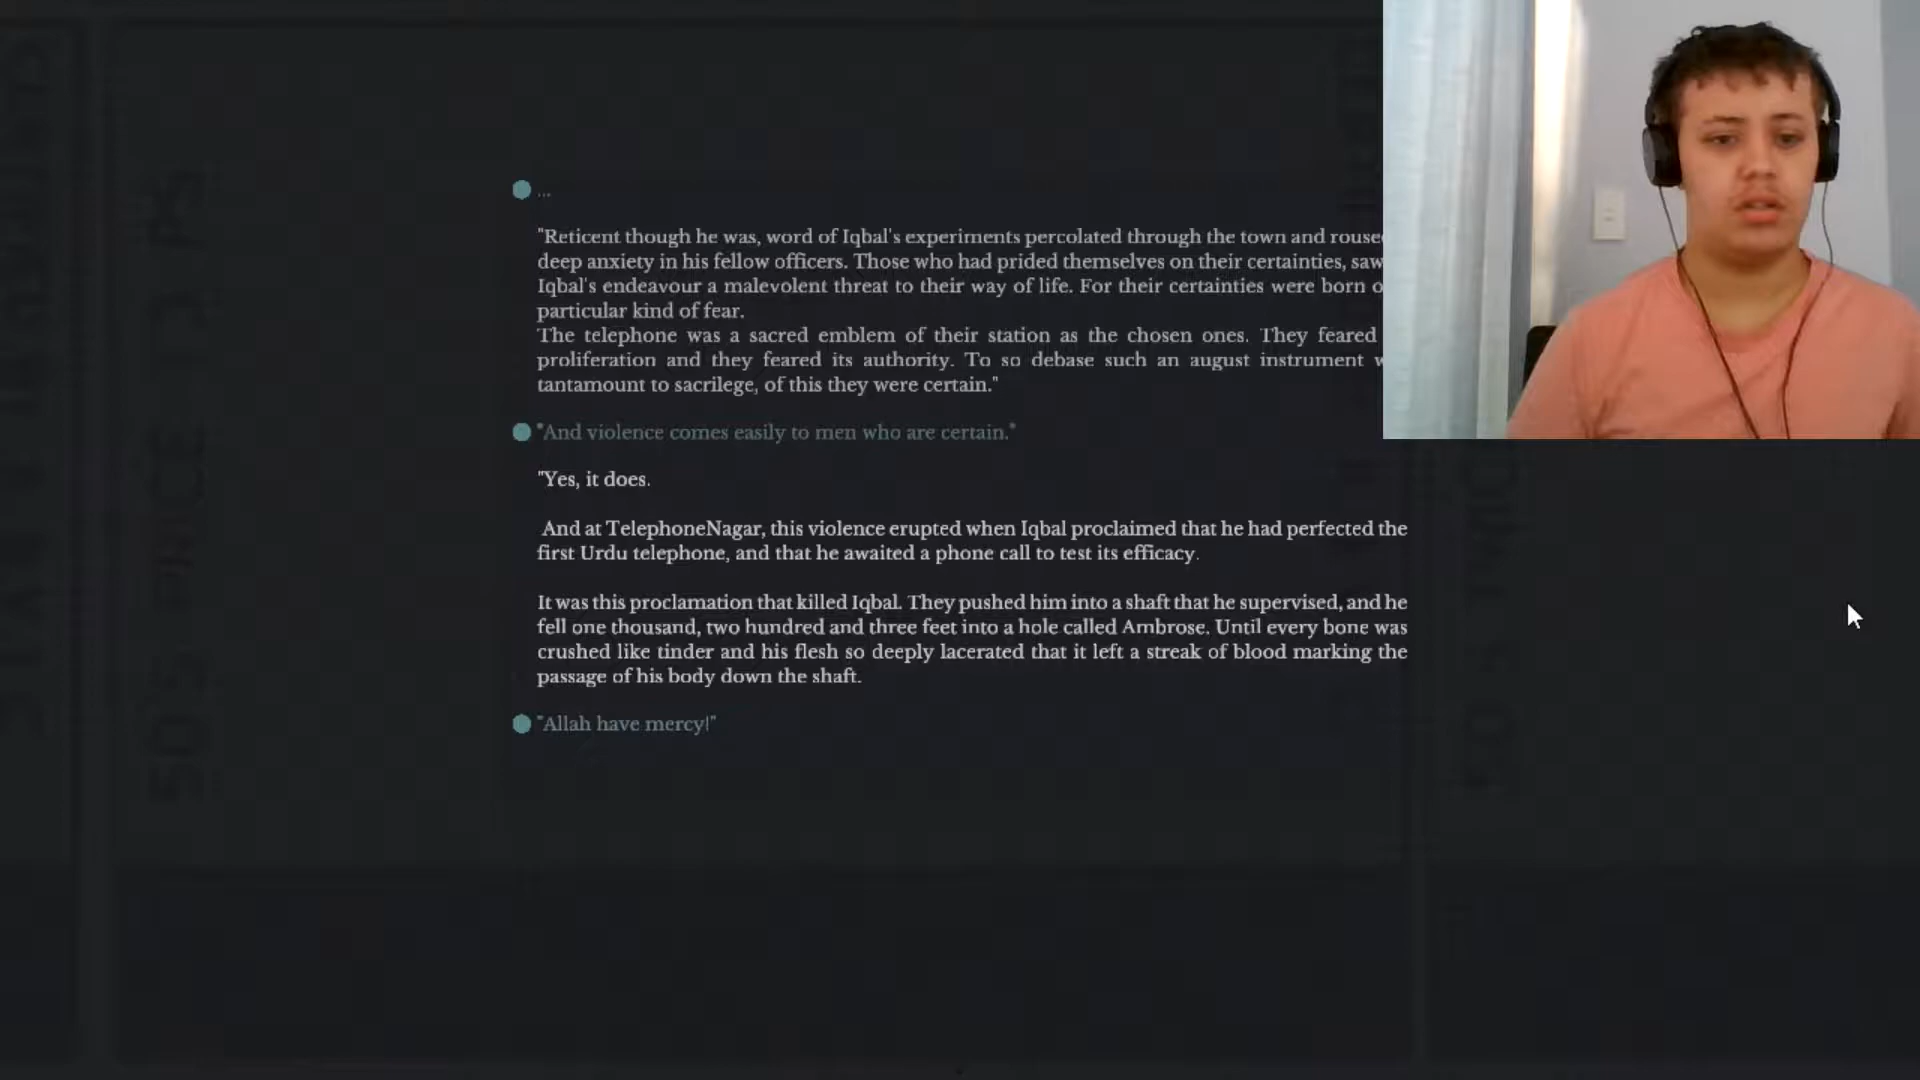 ...
"Reticent though he was, word of Iqbal's experiments percolated through the town and rouse
deep anxiety in his fellow officers. Those who had prided themselves on their certainties, saw
Iqbal's endeavour a malevolent threat to their way of life. For their certainties were born o
particular kind of fear.
The telephone was a sacred emblem of their station as the chosen ones. They feared
proliferation and they feared its authority. To so debase such an august instrument
tantamount to sacrilege, of this they were certain."
"And violence comes easily to men who are certain."
"Yes, it does.
And at TelephoneNagar, this violence erupted when Iqbal proclaimed that he had perfected the
first Urdu telephone, and that he awaited a phone call to test its efficacy.
It was this proclamation that killed Iqbal. They pushed him into a shaft that he supervised, and he
fell one thousand, two hundred and three feet into a hole called Ambrose. Until every bone was
crushed like tinder and his flesh so deeply lacerated that it left a streak of blood marking the
passage of his body down the shaft.
"Allah have mercy!"